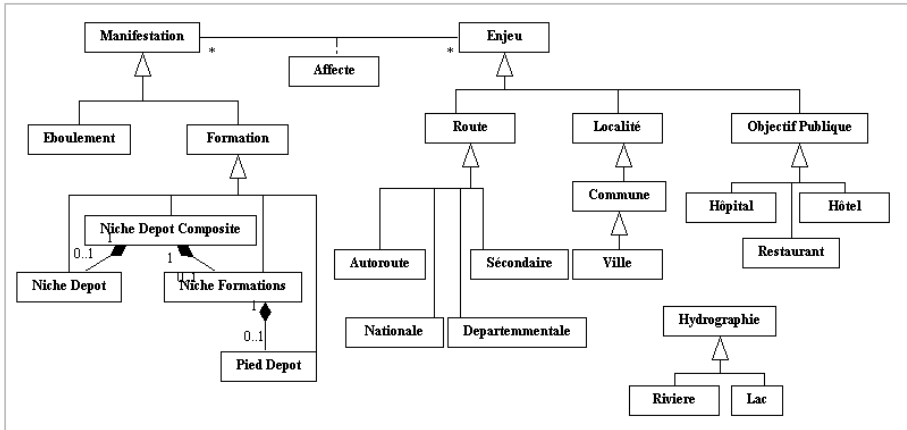 Manifestation
Enjeu
*
*
Affecte
Eboulement
Formation
Route
Localité
Objectif Publique
Commune
Hôpital
Hôtel
Niche Depot Composite
1
0..1
1
Autoroute
Sécondaire
Ville
Restaurant
Niche Depot
Niche Formations
1
Nationale
Departemmentale
Hydrographie
0..1
Pied Depot
Riviere
Lac